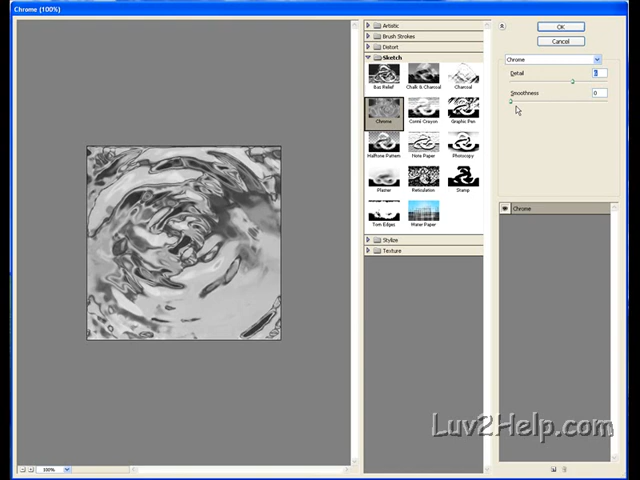 Chrome (100%)
Artistic
Brush Strokes
Distort
Sketch
Bas Relief
Chalk & Charcoal
Charcoal
Chrome
Conté Crayon
Graphic Pen
Halftone Pattern
Note Paper
Photocopy
Plaster
Reticulation
Stamp
Torn Edges
Water Paper
Stylize
Texture
OK
Cancel
Chrome
Detail
6
Smoothness
0
Chrome
Luv2Help.com
100%